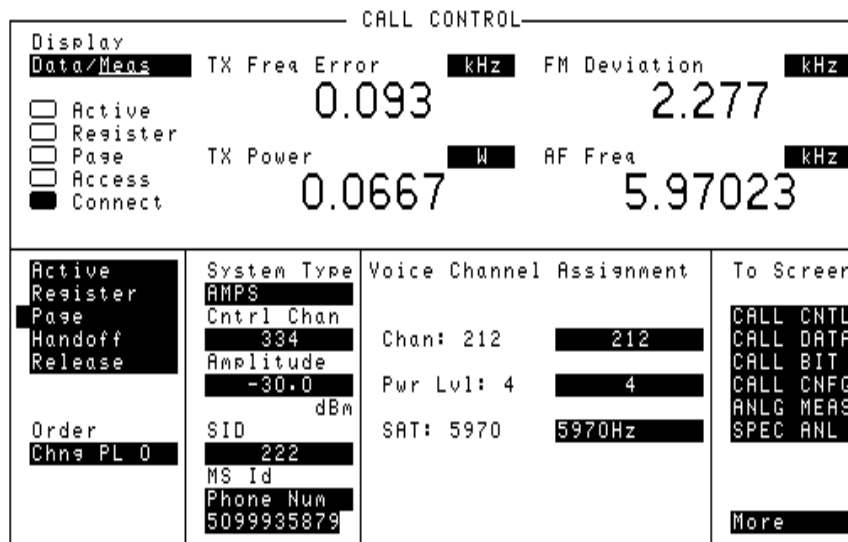 CALL CONTROL
Display
Data/Meas
TX Freq Error kHz
0.093
FM Deviation kHz
2.277
Active
Register
Page
Access
Connect
TX Power W
0.0667
AF Freq kHz
5.97023
Active
Register
Page
Handoff
Release
Order
Chng PL 0
System Type
AMPS
Cntrl Chan
334
Amplitude
-30.0
dBm
SID
222
MS Id
Phone Num
5099935879
Voice Channel Assignment
Chan: 212 212
Pwr Lvl: 4 4
SAT: 5970 5970Hz
To Screen
CALL CNTL
CALL DATA
CALL BIT
CALL CNFG
ANLG MEAS
SPEC ANL
More